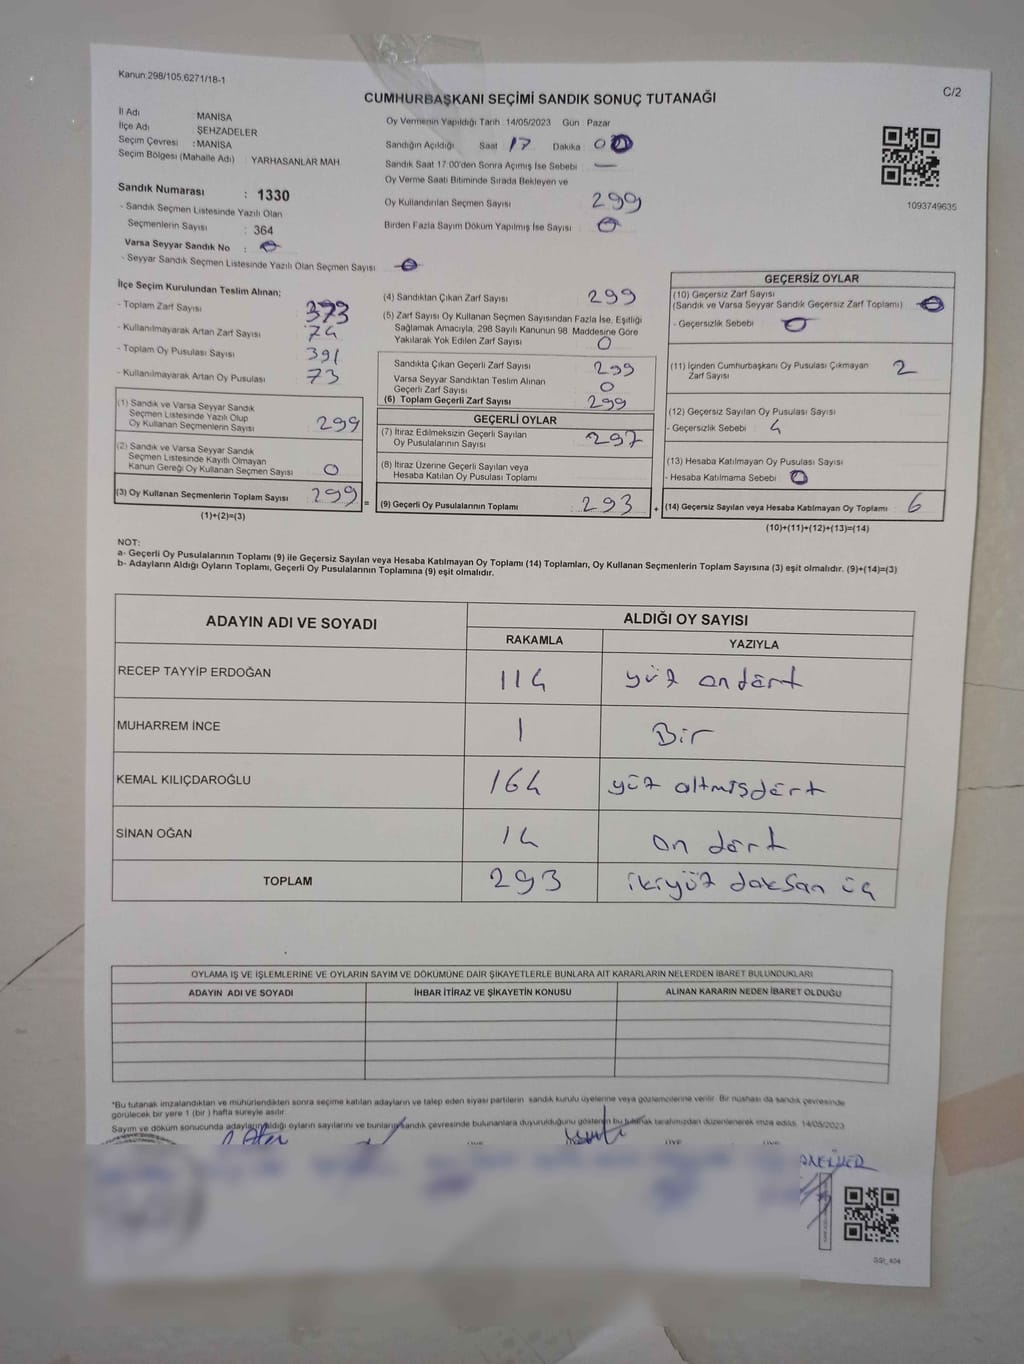 Kanun:298/105,6271/18-1
C/2
CUMHURBAŞKANI SEÇİMİ SANDIK SONUÇ TUTANAĞI
İl Adı : MANİSA
İlçe Adı : ŞEHZADELER
Seçim Çevresi : MANİSA
Seçim Bölgesi (Mahalle Adı) : YARHASANLAR MAH
Sandık Numarası : 1330
- Sandık Seçmen Listesinde Yazılı Olan
Seçmenlerin Sayısı : 364
Varsa Seyyar Sandık No : 0
- Seyyar Sandık Seçmen Listesinde Yazılı Olan Seçmen Sayısı 0
Oy Vermenin Yapıldığı Tarih 14/05/2023 Gün : Pazar
Sandığın Açıldığı Saat 17 Dakika : 00
Sandık Saat 17:00'den Sonra Açımış İse Sebebi : —
Oy Verme Saati Bitiminde Sırada Bekleyen ve
Oy Kullandırılan Seçmen Sayısı 299
Birden Fazla Sayım Döküm Yapılmış İse Sayısı 0
1093749635
İlçe Seçim Kurulundan Teslim Alınan;
- Toplam Zarf Sayısı 373
- Kullanılmayarak Artan Zarf Sayısı 74
- Toplam Oy Pusulası Sayısı 391
- Kullanılmayarak Artan Oy Pusulası 73
(1) Sandık ve Varsa Seyyar Sandık
Seçmen Listesinde Yazılı Olup
Oy Kullanan Seçmenlerin Sayısı 299
(2) Sandık ve Varsa Seyyar Sandık
Seçmen Listesinde Kayıtlı Olmayan
Kanun Gereği Oy Kullanan Seçmen Sayısı 0
(3) Oy Kullanan Seçmenlerin Toplam Sayısı 299 =
(1)+(2)=(3)
(4) Sandıktan Çıkan Zarf Sayısı 299
(5) Zarf Sayısı Oy Kullanan Seçmen Sayısından Fazla İse, Eşitliği
Sağlamak Amacıyla, 298 Sayılı Kanunun 98. Maddesine Göre
Yakılarak Yok Edilen Zarf Sayısı 0
Sandıkta Çıkan Geçerli Zarf Sayısı 299
Varsa Seyyar Sandıktan Teslim Alınan
Geçerli Zarf Sayısı 0
(6) Toplam Geçerli Zarf Sayısı 299
GEÇERLİ OYLAR
(7) İtiraz Edilmeksizin Geçerli Sayılan
Oy Pusulalarının Sayısı 297
(8) İtiraz Üzerine Geçerli Sayılan veya
Hesaba Katılan Oy Pusulası Toplamı
(9) Geçerli Oy Pusulalarının Toplamı 293 +
GEÇERSİZ OYLAR
(10) Geçersiz Zarf Sayısı
(Sandık ve Varsa Seyyar Sandık Geçersiz Zarf Toplamı) 0
- Geçersizlik Sebebi : 0
(11) İçinden Cumhurbaşkanı Oy Pusulası Çıkmayan
Zarf Sayısı 2
(12) Geçersiz Sayılan Oy Pusulası Sayısı
- Geçersizlik Sebebi : 4
(13) Hesaba Katılmayan Oy Pusulası Sayısı
- Hesaba Katılmama Sebebi : 0
(14) Geçersiz Sayılan veya Hesaba Katılmayan Oy Toplamı 6
(10)+(11)+(12)+(13)=(14)
NOT:
a- Geçerli Oy Pusulalarının Toplamı (9) ile Geçersiz Sayılan veya Hesaba Katılmayan Oy Toplamı (14) Toplamları, Oy Kullanan Seçmenlerin Toplam Sayısına (3) eşit olmalıdır. (9)+(14)=(3)
b- Adayların Aldığı Oyların Toplamı, Geçerli Oy Pusulalarının Toplamına (9) eşit olmalıdır.
ADAYIN ADI VE SOYADI ALDIĞI OY SAYISI
RAKAMLA YAZIYLA
RECEP TAYYİP ERDOĞAN 114 yüz on dört
MUHARREM İNCE 1 Bir
KEMAL KILIÇDAROĞLU 164 yüz altmışdört
SİNAN OĞAN 14 on dört
TOPLAM 293 ikiyüz doksan üç
OYLAMA İŞ VE İŞLEMLERİNE VE OYLARIN SAYIM VE DÖKÜMÜNE DAİR ŞİKAYETLERLE BUNLARA AİT KARARLARIN NELERDEN İBARET BULUNDUKLARI
ADAYIN ADI VE SOYADI İHBAR İTİRAZ VE ŞİKAYETİN KONUSU ALINAN KARARIN NEDEN İBARET OLDUĞU
*Bu tutanak imzalandıktan ve mühürlendikten sonra seçime katılan adayların ve talep eden siyasi partilerin sandık kurulu üyelerine veya gözlemcilerine verilir. Bir nüshası da sandık çevresinde
görülecek bir yere 1 (bir) hafta süreyle asılır.
Sayım ve döküm sonucunda adayların aldığı oyların sayılarını ve bunların sandık çevresinde bulunanlara duyurulduğunu gösteren bu tutanak tarafımızdan düzenlenerek imza edildi. 14/05/2023